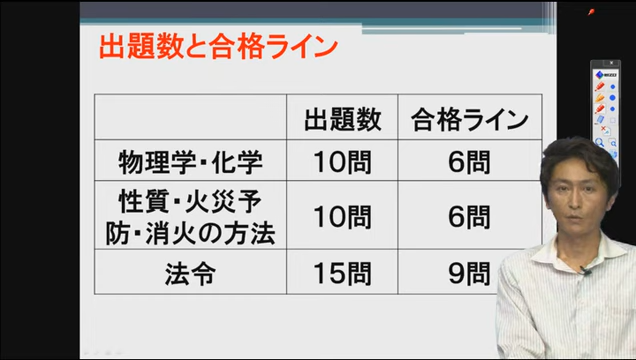 出題数と合格ライン
出題数 合格ライン
物理学・化学 10問 6問
性質・火災予
防・消火の方法 10問 6問
法令 15問 9問